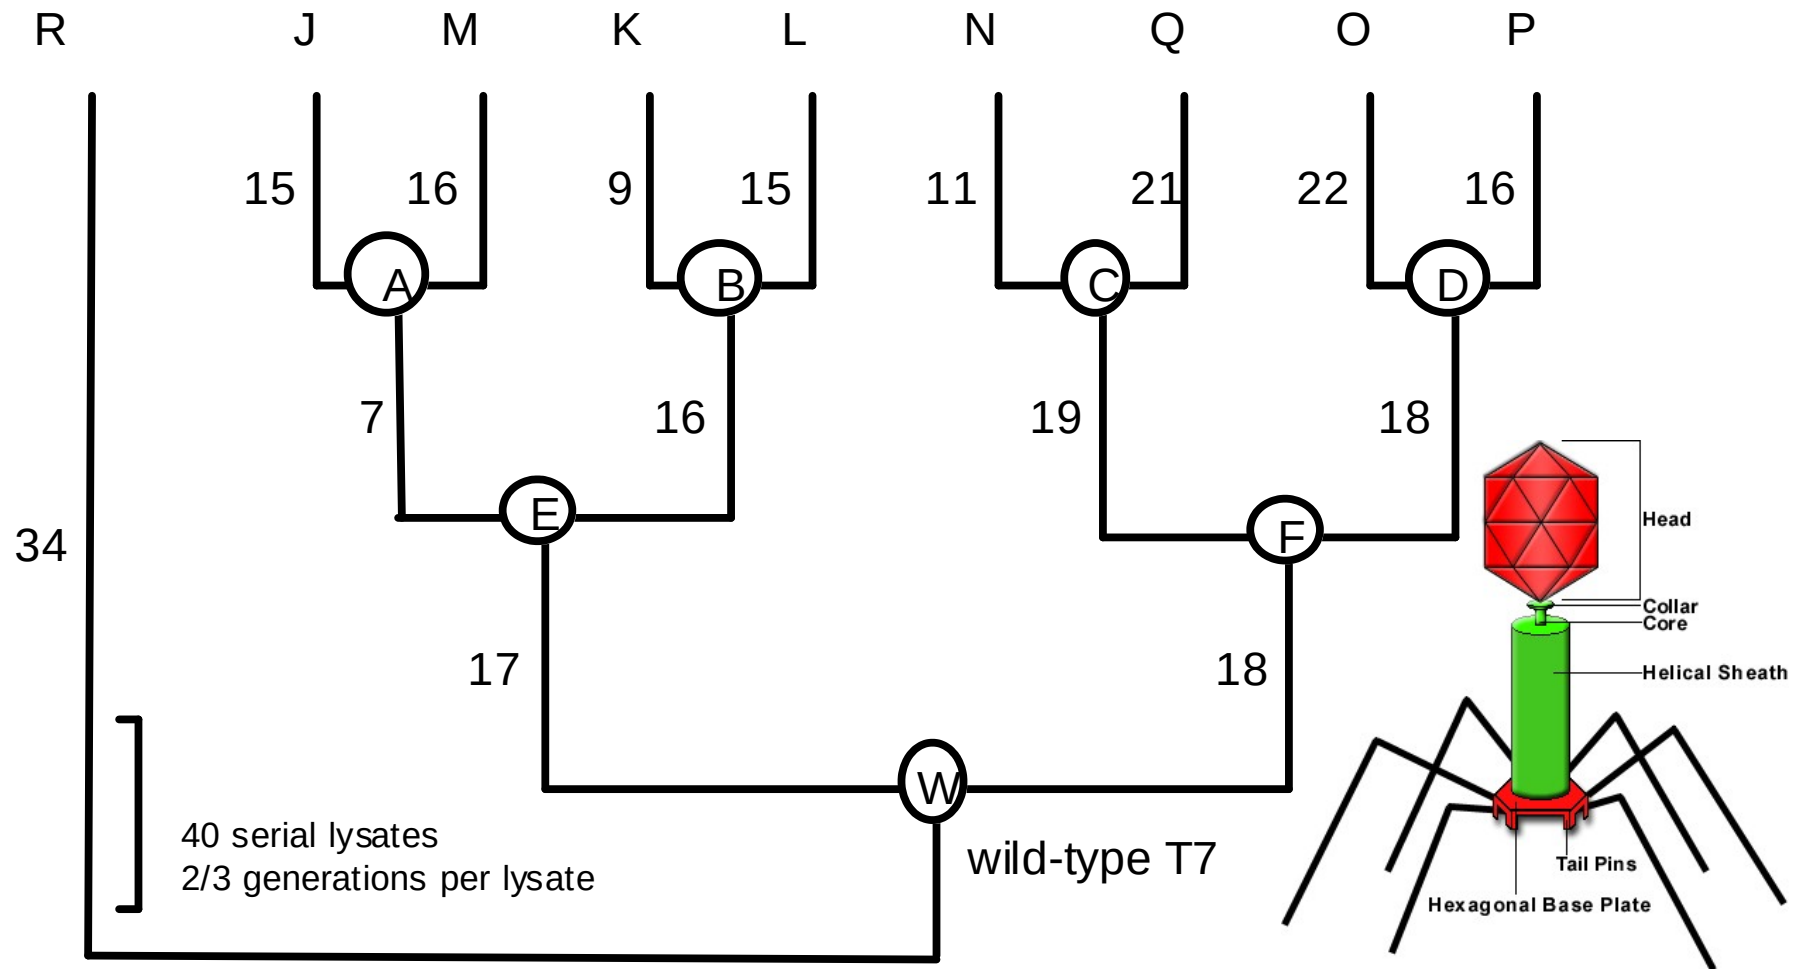 R J M K L N Q O P
15 16 9 15 11 21 22 16
A B C D
7 16 19 18
E F
Head
34
Collar
Core
17 18
Helical Sheath
W
40 serial lysates
2/3 generations per lysate
wild-type T7
Tail Pins
Hexagonal Base Plate